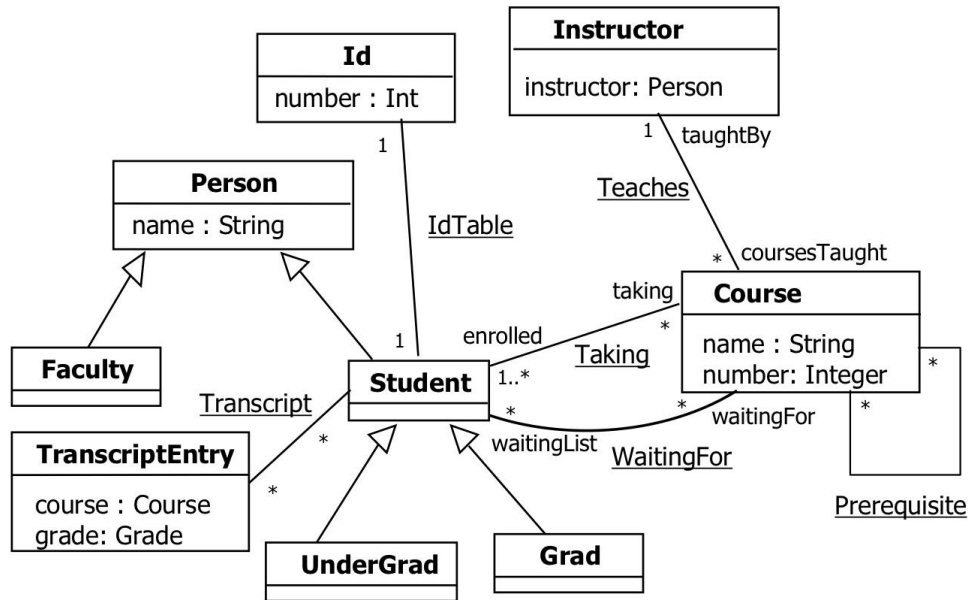 Id
number : Int
Instructor
instructor: Person
1
1
taughtBy
Person
name : String
IdTable
Teaches
*
coursesTaught
taking
Course
name : String
number: Integer
enrolled
*
Taking
1
1..*
Faculty
Student
Transcript
*
*
*
waitingFor
*
*
waitingList
WaitingFor
TranscriptEntry
course : Course
grade: Grade
*
Prerequisite
UnderGrad
Grad